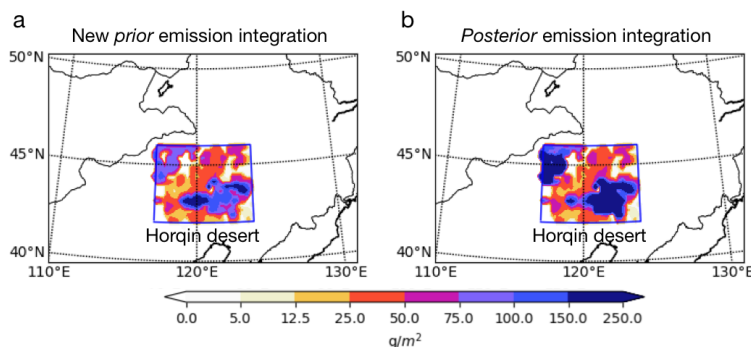 a
New prior emission integration
50°N
45°N
40°N
110°E
120°E
130°E
Horqin desert
b
Posterior emission integration
50°N
45°N
40°N
110°E
120°E
130°E
Horqin desert
0.0 5.0 12.5 25.0 50.0 75.0 100.0 150.0 250.0
g/m²